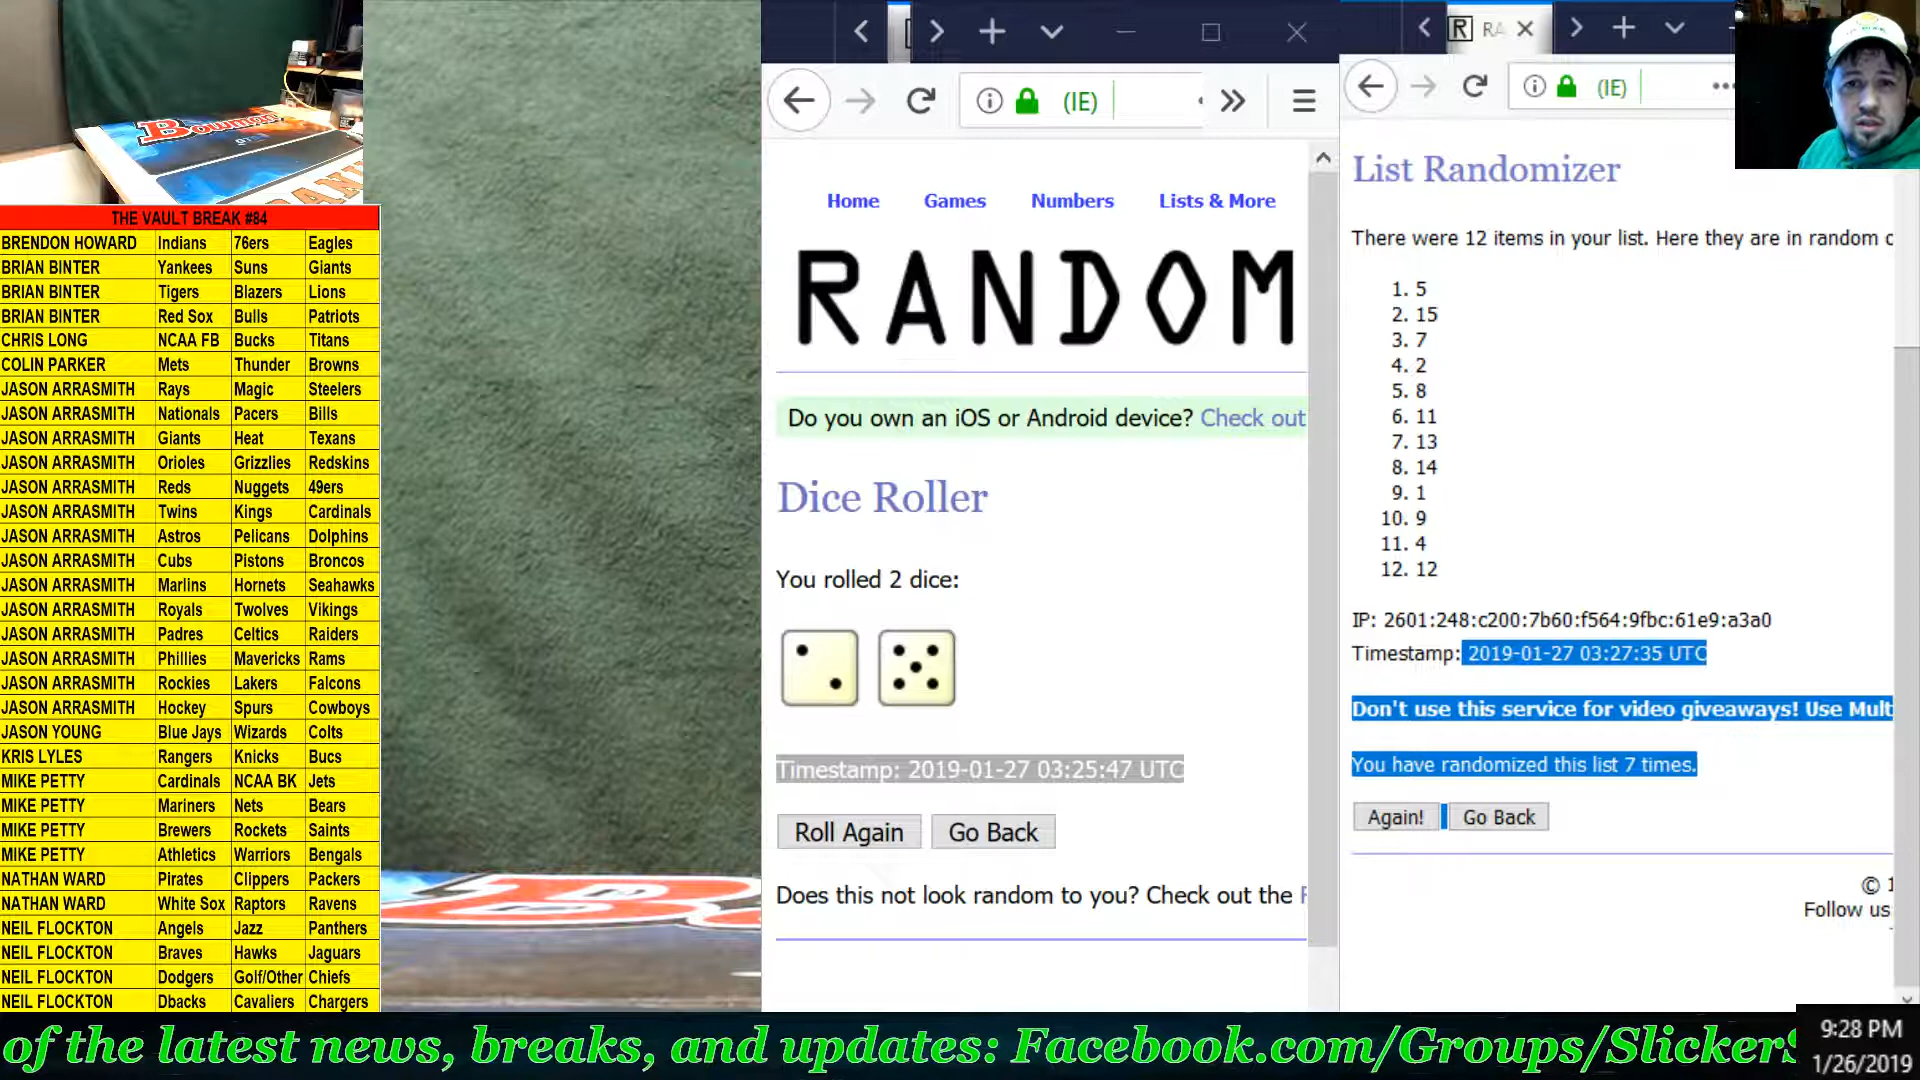 Bowman
THE VAULT BREAK #84
BRENDON HOWARD Indians 76ers Eagles
BRIAN BINTER Yankees Suns Giants
BRIAN BINTER Tigers Blazers Lions
BRIAN BINTER Red Sox Bulls Patriots
CHRIS LONG NCAA FB Bucks Titans
COLIN PARKER Mets Thunder Browns
JASON ARRASMITH Rays Magic Steelers
JASON ARRASMITH Nationals Pacers Bills
JASON ARRASMITH Giants Heat Texans
JASON ARRASMITH Orioles Grizzlies Redskins
JASON ARRASMITH Reds Nuggets 49ers
JASON ARRASMITH Twins Kings Cardinals
JASON ARRASMITH Astros Pelicans Dolphins
JASON ARRASMITH Cubs Pistons Broncos
JASON ARRASMITH Marlins Hornets Seahawks
JASON ARRASMITH Royals Twolves Vikings
JASON ARRASMITH Padres Celtics Raiders
JASON ARRASMITH Phillies Mavericks Rams
JASON ARRASMITH Rockies Lakers Falcons
JASON ARRASMITH Hockey Spurs Cowboys
JASON YOUNG Blue Jays Wizards Colts
KRIS LYLES Rangers Knicks Bucs
MIKE PETTY Cardinals NCAA BK Jets
MIKE PETTY Mariners Nets Bears
MIKE PETTY Brewers Rockets Saints
MIKE PETTY Athletics Warriors Bengals
NATHAN WARD Pirates Clippers Packers
NATHAN WARD White Sox Raptors Ravens
NEIL FLOCKTON Angels Jazz Panthers
NEIL FLOCKTON Braves Hawks Jaguars
NEIL FLOCKTON Dodgers Golf/Other Chiefs
NEIL FLOCKTON Dbacks Cavaliers Chargers
(IE)
Home Games Numbers Lists & More
RANDOM
Do you own an iOS or Android device? Check out
Dice Roller
You rolled 2 dice:
Timestamp: 2019-01-27 03:25:47 UTC
Roll Again Go Back
Does this not look random to you? Check out the
R RA
(IE)
List Randomizer
There were 12 items in your list. Here they are in random
1. 5
2. 15
3. 7
4. 2
5. 8
6. 11
7. 13
8. 14
9. 1
10. 9
11. 4
12. 12
IP: 2601:248:c200:7b60:f564:9fbc:61e9:a3a0
Timestamp: 2019-01-27 03:27:35 UTC
Don't use this service for video giveaways! Use Mult
You have randomized this list 7 times.
Again! Go Back
© 1
Follow us
of the latest news, breaks, and updates: Facebook.com/Groups/SlickerS
9:28 PM
1/26/2019